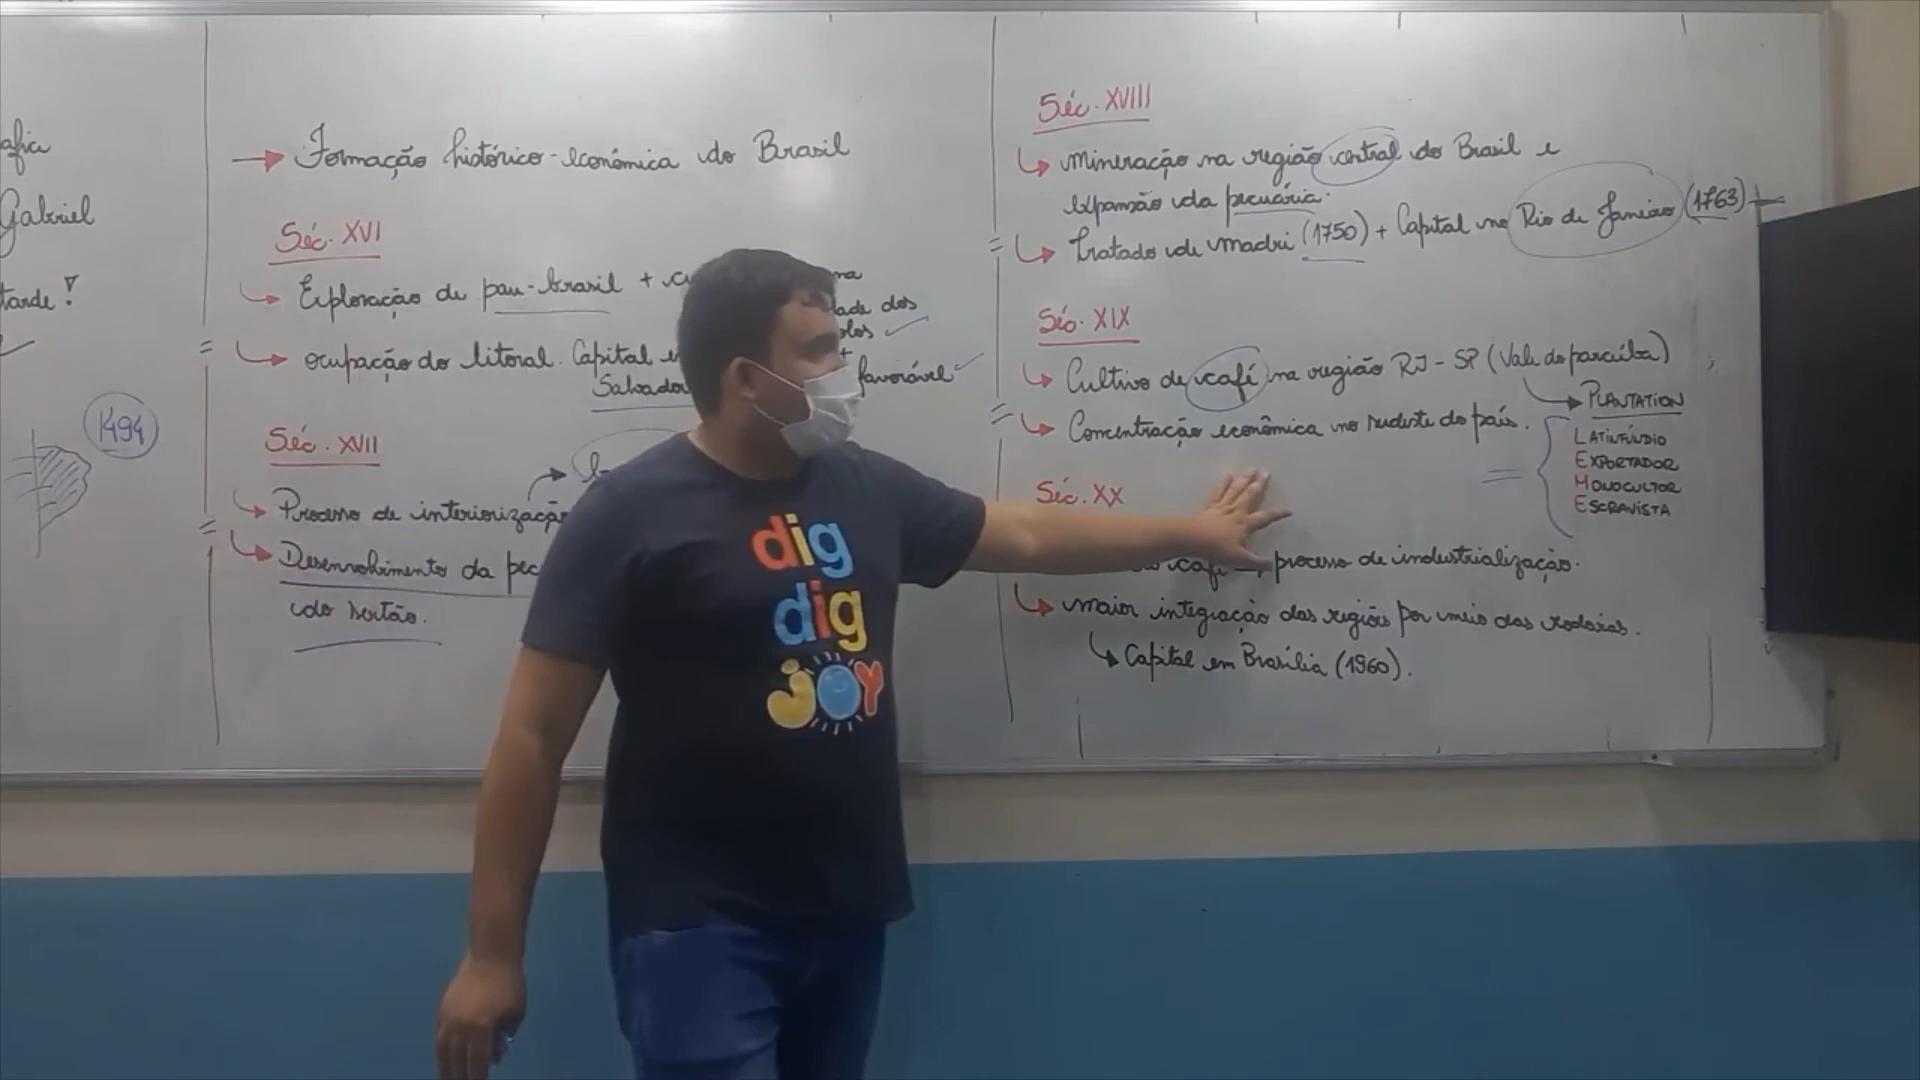 Gabriel
tarde!
1494
Formação histórico-econômica do Brasil
Séc. XVI
Exploração de pau-brasil +
ocupação do litoral. Capital
Salvador
dade dos
favorável
Séc. XVII
Processo de interiorização
Desenvolvimento da pec
do sertão.
Séc. XVIII
mineração na região central do Brasil e
expansão da pecuária.
Tratado de madri (1750) + Capital no Rio de Janeiro (1763)
Séc. XIX
Cultivo de café na região RJ - SP (Vale do paraíba)
Concentração econômica no sudeste do país.
PLANTATION
LATIFÚNDIO
EXPORTADOR
MONOCULTOR
ESCRAVISTA
Séc. XX
café processo de industrialização.
maior integração das regiões por meio das rodovias.
Capital em Brasília (1960).
dig
dig
JOY